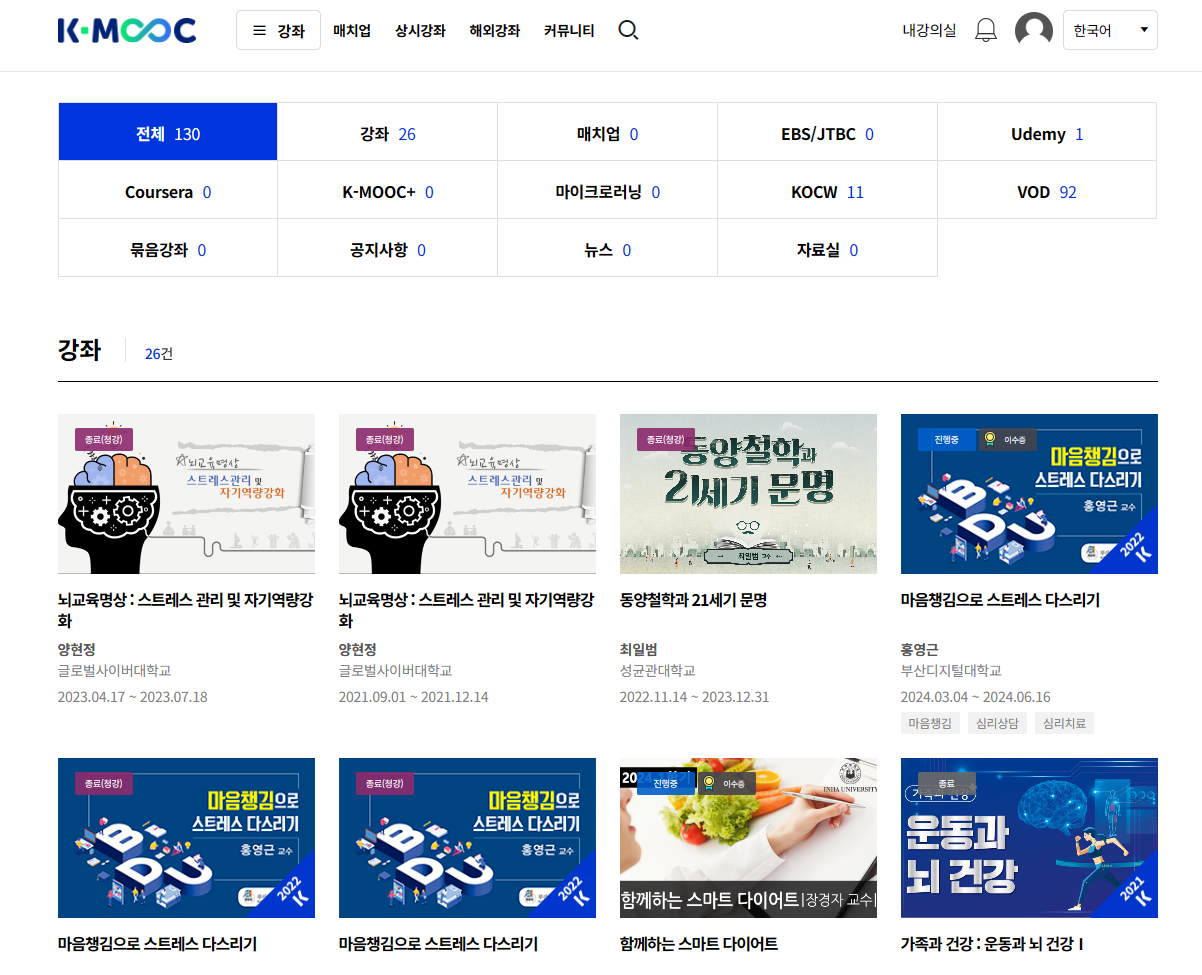 K-MOOC
강좌 매치업 상시강좌 해외강좌 커뮤니티
내강의실 한국어
전체 130 강좌 26 매치업 0 EBS/JTBC 0 Udemy 1
Coursera 0 K-MOOC+ 0 마이크로러닝 0 KOCW 11 VOD 92
묶음강좌 0 공지사항 0 뉴스 0 자료실 0
강좌 26건
종료(청강)
뇌교육명상
스트레스관리 및
자기역량강화
종료(청강)
뇌교육명상
스트레스관리 및
자기역량강화
종료(청강)
동양철학과
21세기 문명
최일범 교수
진행중 이수증
마음챙김으로
스트레스 다스리기
홍영근 교수
BDU
2022
K
뇌교육명상 : 스트레스 관리 및 자기역량강
화
양현정
글로벌사이버대학교
2023.04.17 ~ 2023.07.18
뇌교육명상 : 스트레스 관리 및 자기역량강
화
양현정
글로벌사이버대학교
2021.09.01 ~ 2021.12.14
동양철학과 21세기 문명
최일범
성균관대학교
2022.11.14 ~ 2023.12.31
마음챙김으로 스트레스 다스리기
홍영근
부산디지털대학교
2024.03.04 ~ 2024.06.16
마음챙김 심리상담 심리치료
종료(청강)
마음챙김으로
스트레스 다스리기
홍영근 교수
BDU
2022
K
종료(청강)
마음챙김으로
스트레스 다스리기
홍영근 교수
BDU
2022
K
진행중 이수증
INHA UNIVERSITY
함께하는 스마트 다이어트|장경자 교수|
종료
가족과 건강
운동과
뇌 건강
2021
K
마음챙김으로 스트레스 다스리기
마음챙김으로 스트레스 다스리기
함께하는 스마트 다이어트
가족과 건강 : 운동과 뇌 건강Ⅰ